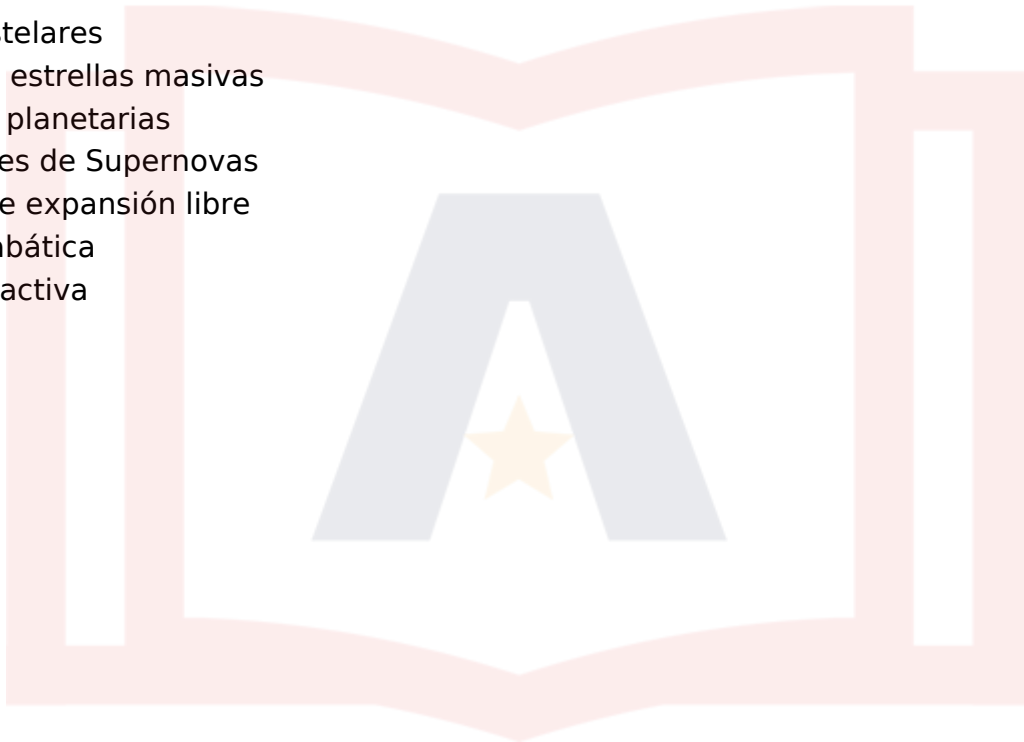 telares
estrellas masivas
planetarias
es de Supernovas
e expansión libre
bática
activa